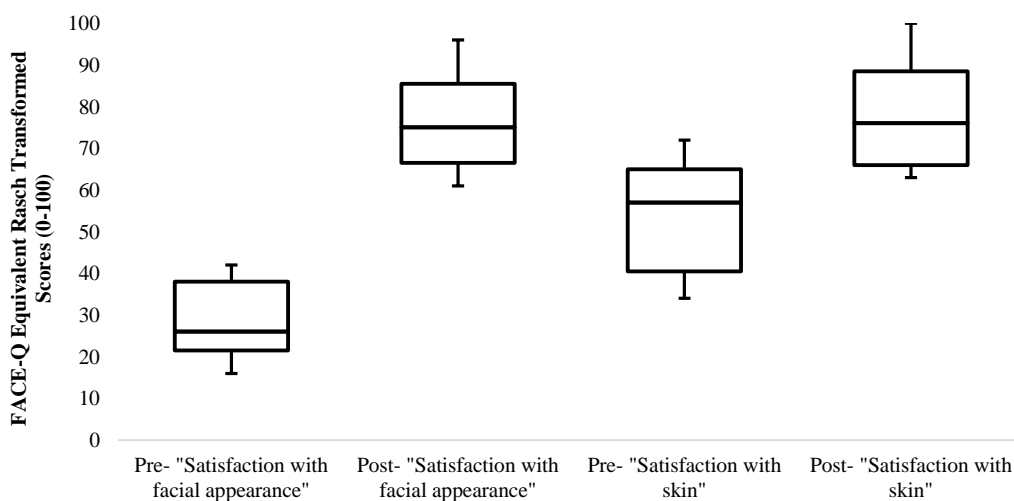 FACE-Q Equivalent Rasch Transformed
Scores (0-100)
100
90
80
70
60
50
40
30
20
10
0
Pre- "Satisfaction with
facial appearance"
Post- "Satisfaction with
facial appearance"
Pre- "Satisfaction with
skin"
Post- "Satisfaction with
skin"